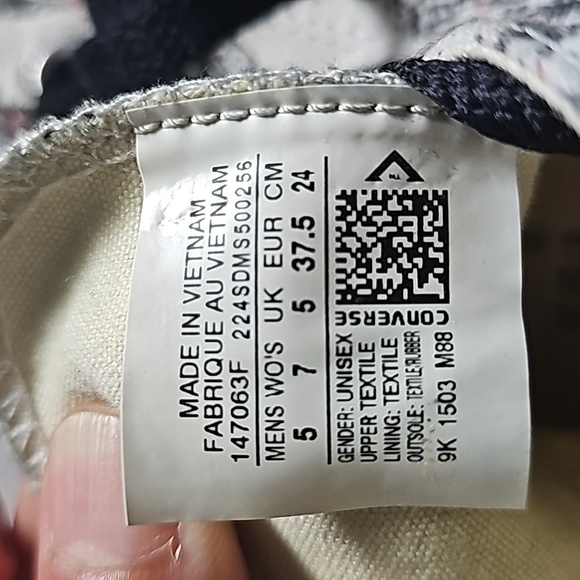 MADE IN VIETNAM
FABRIQUE AU VIETNAM
147063F 224SDMS500256
MENS WO'S UK EUR CM
5 7 5 37.5 24
CONVERSE
GENDER: UNISEX
UPPER TEXTILE
LINING: TEXTILE
OUTSOLE: TEXTILE/RUBBER
9K 1503 M88